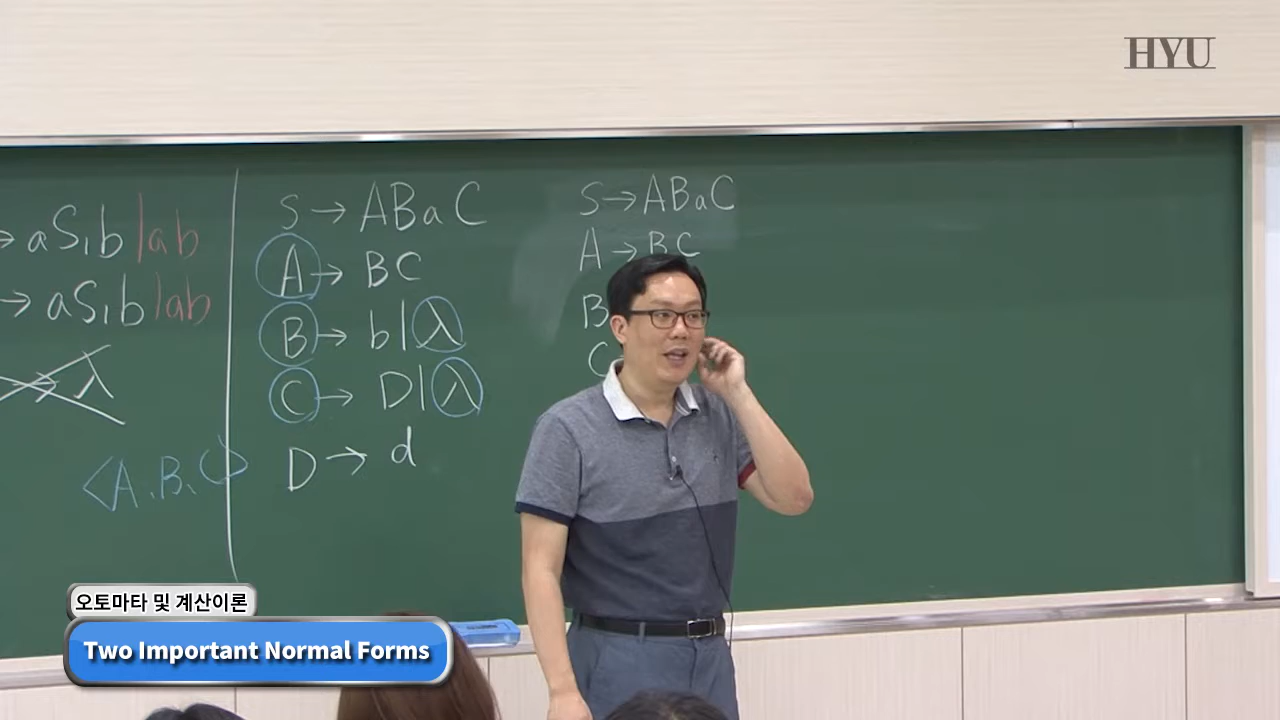 HYU
→ aS₁b | ab
→ aS₁b | ab
→ λ
<A, B, C>
S → ABaC
A → BC
B → b | λ
C → D | λ
D → d
S → ABaC
A → BC
B
C
오토마타 및 계산이론
Two Important Normal Forms